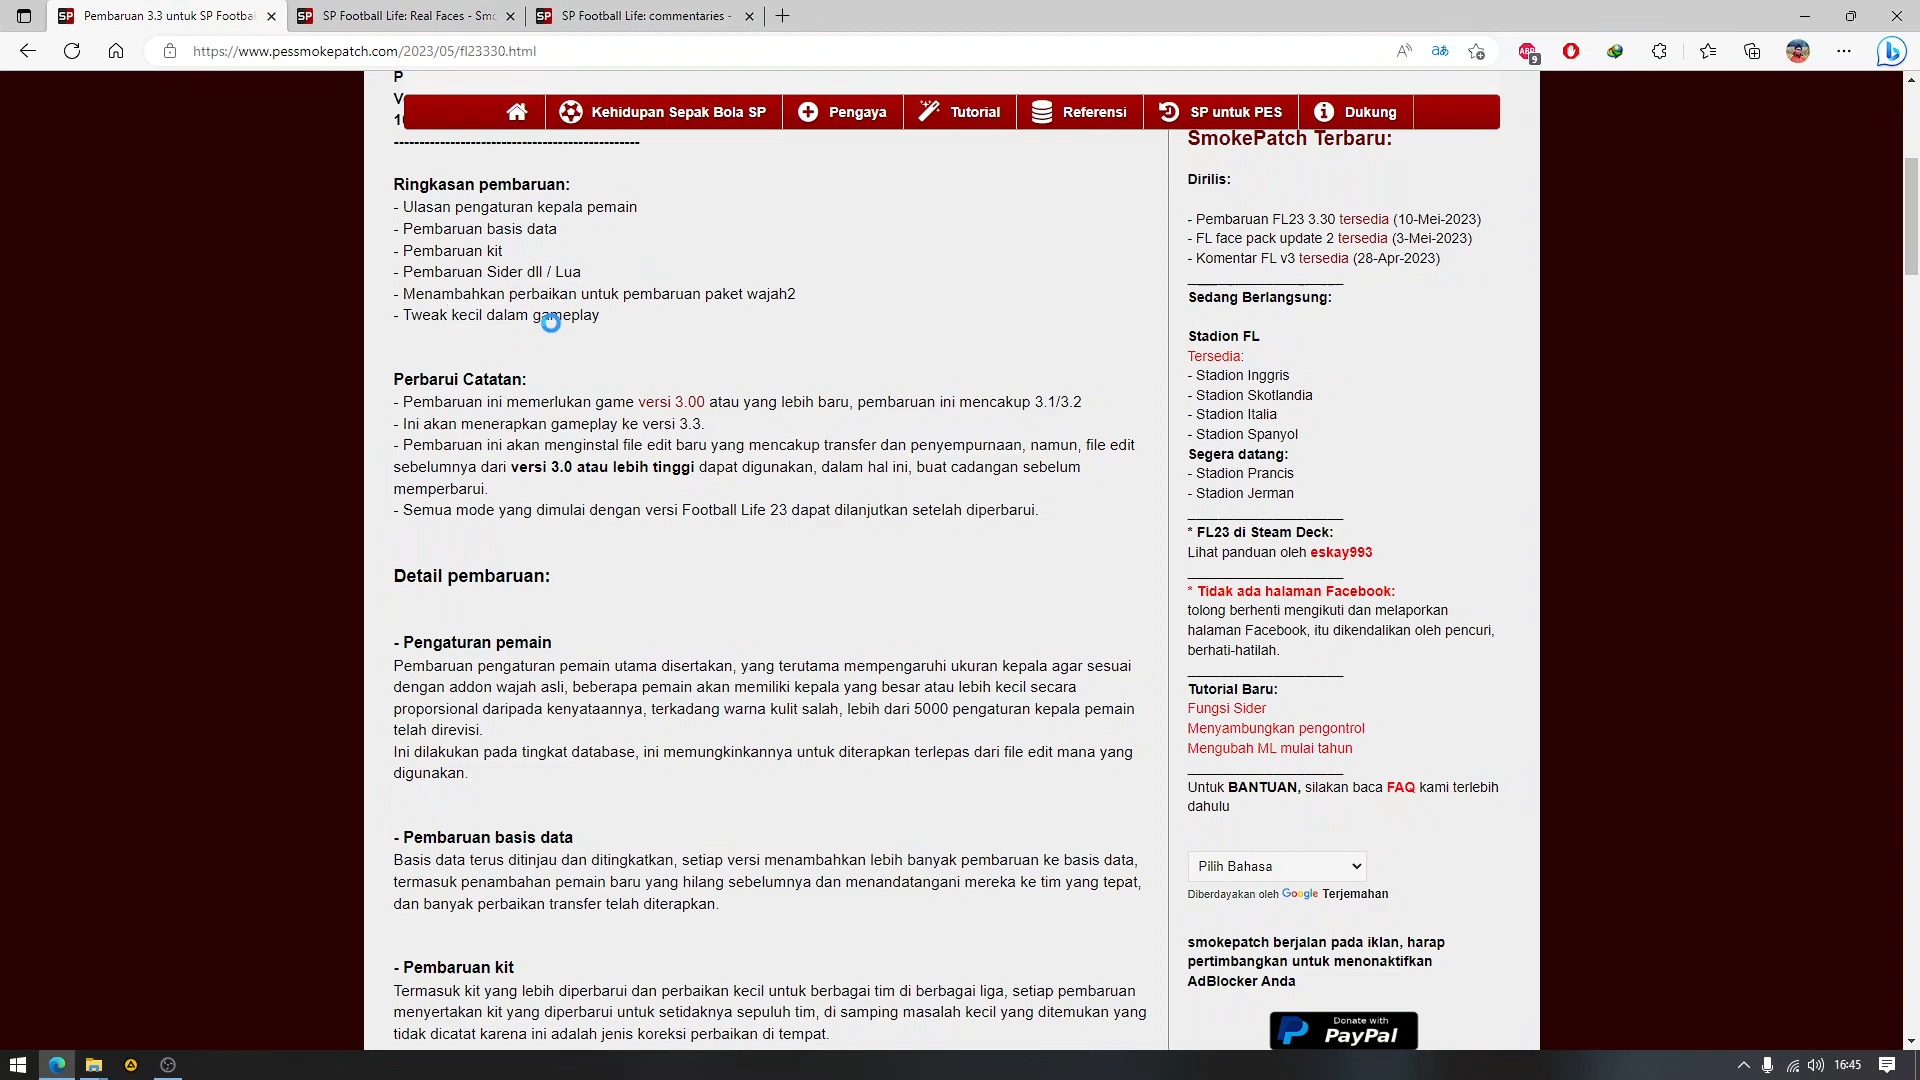 Pembaruan 3.3 untuk SP Footba
SP Football Life: Real Faces - Smo
SP Football Life: commentaries -
https://www.pessmokepatch.com/2023/05/fl23330.html
ABP
9
P
V
10
Kehidupan Sepak Bola SP
Pengaya
Tutorial
Referensi
SP untuk PES
Dukung
------------------------------------------------
Ringkasan pembaruan:
- Ulasan pengaturan kepala pemain
- Pembaruan basis data
- Pembaruan kit
- Pembaruan Sider dll / Lua
- Menambahkan perbaikan untuk pembaruan paket wajah2
- Tweak kecil dalam gameplay
Perbarui Catatan:
- Pembaruan ini memerlukan game versi 3.00 atau yang lebih baru, pembaruan ini mencakup 3.1/3.2
- Ini akan menerapkan gameplay ke versi 3.3.
- Pembaruan ini akan menginstal file edit baru yang mencakup transfer dan penyempurnaan, namun, file edit
sebelumnya dari versi 3.0 atau lebih tinggi dapat digunakan, dalam hal ini, buat cadangan sebelum
memperbarui.
- Semua mode yang dimulai dengan versi Football Life 23 dapat dilanjutkan setelah diperbarui.
Detail pembaruan:
- Pengaturan pemain
Pembaruan pengaturan pemain utama disertakan, yang terutama mempengaruhi ukuran kepala agar sesuai
dengan addon wajah asli, beberapa pemain akan memiliki kepala yang besar atau lebih kecil secara
proporsional daripada kenyataannya, terkadang warna kulit salah, lebih dari 5000 pengaturan kepala pemain
telah direvisi.
Ini dilakukan pada tingkat database, ini memungkinkannya untuk diterapkan terlepas dari file edit mana yang
digunakan.
- Pembaruan basis data
Basis data terus ditinjau dan ditingkatkan, setiap versi menambahkan lebih banyak pembaruan ke basis data,
termasuk penambahan pemain baru yang hilang sebelumnya dan menandatangani mereka ke tim yang tepat,
dan banyak perbaikan transfer telah diterapkan.
- Pembaruan kit
Termasuk kit yang lebih diperbarui dan perbaikan kecil untuk berbagai tim di berbagai liga, setiap pembaruan
menyertakan kit yang diperbarui untuk setidaknya sepuluh tim, di samping masalah kecil yang ditemukan yang
tidak dicatat karena ini adalah jenis koreksi perbaikan di tempat.
SmokePatch Terbaru:
Dirilis:
- Pembaruan FL23 3.30 tersedia (10-Mei-2023)
- FL face pack update 2 tersedia (3-Mei-2023)
- Komentar FL v3 tersedia (28-Apr-2023)
____________________
Sedang Berlangsung:
Stadion FL
Tersedia:
- Stadion Inggris
- Stadion Skotlandia
- Stadion Italia
- Stadion Spanyol
Segera datang:
- Stadion Prancis
- Stadion Jerman
____________________
* FL23 di Steam Deck:
Lihat panduan oleh eskay993
____________________
* Tidak ada halaman Facebook:
tolong berhenti mengikuti dan melaporkan
halaman Facebook, itu dikendalikan oleh pencuri,
berhati-hatilah.
____________________
Tutorial Baru:
Fungsi Sider
Menyambungkan pengontrol
Mengubah ML mulai tahun
____________________
Untuk BANTUAN, silakan baca FAQ kami terlebih
dahulu
Pilih Bahasa
Diberdayakan oleh Google Terjemahan
smokepatch berjalan pada iklan, harap
pertimbangkan untuk menonaktifkan
AdBlocker Anda
Donate with
PayPal
16:45